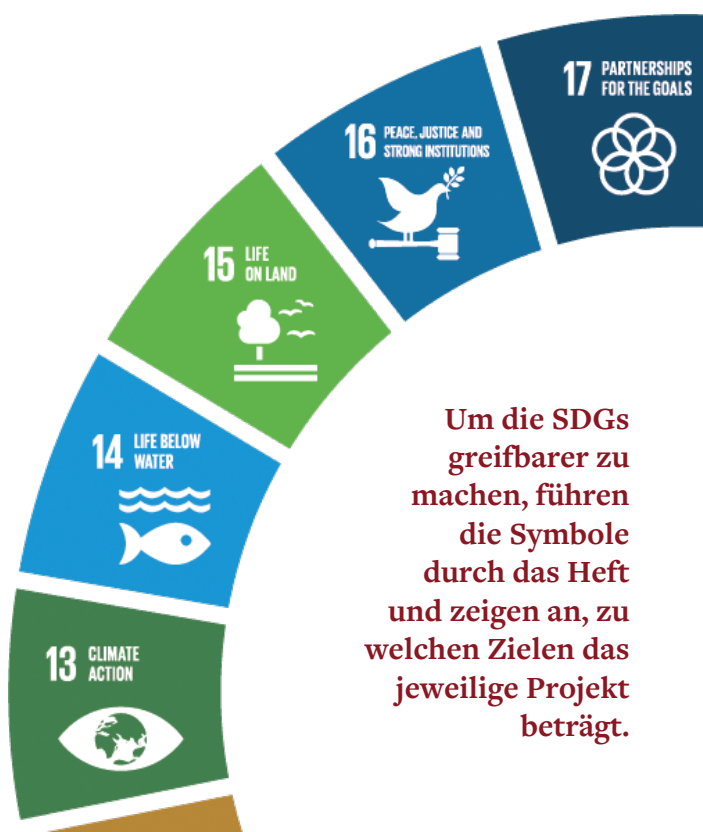 17 PARTNERSHIPS
FOR THE GOALS
16 PEACE, JUSTICE AND
STRONG INSTITUTIONS
15 LIFE
ON LAND
14 LIFE BELOW
WATER
13 CLIMATE
ACTION
Um die SDGs
greifbarer zu
machen, führen
die Symbole
durch das Heft
und zeigen an, zu
welchen Zielen das
jeweilige Projekt
beträgt.